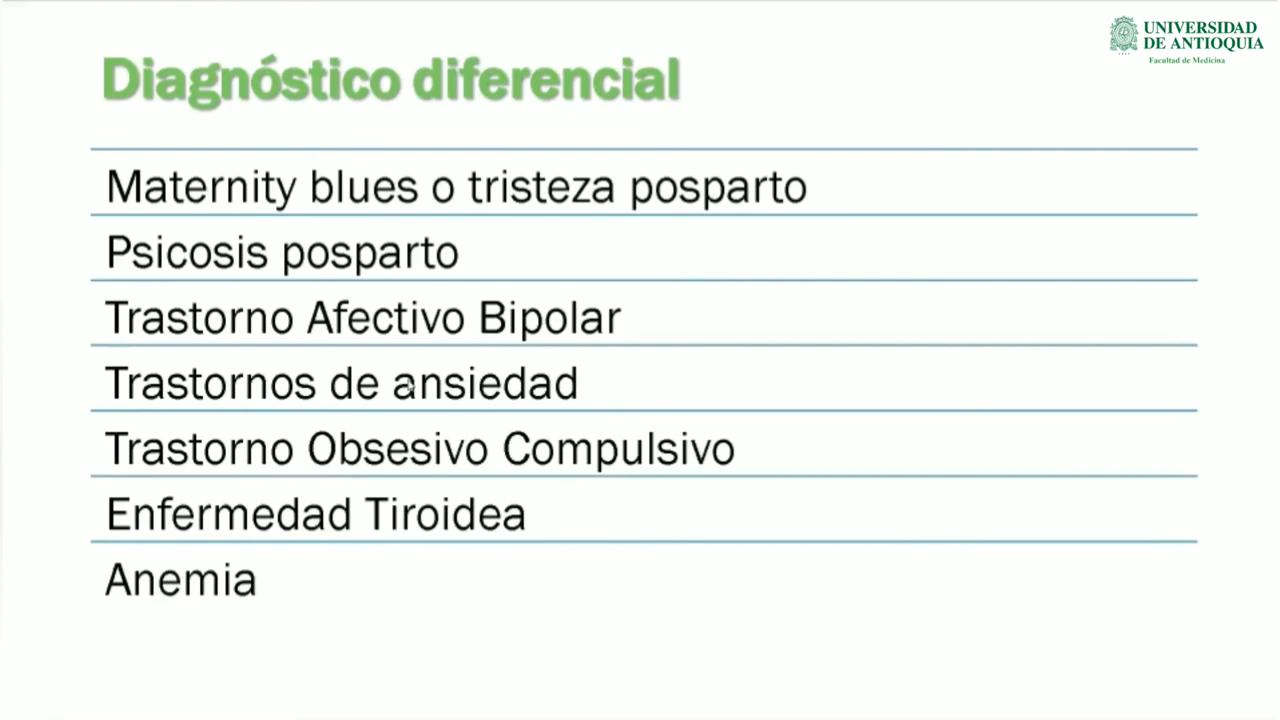 UNIVERSIDAD
DE ANTIOQUIA
Facultad de Medicina
Diagnóstico diferencial
Maternity blues o tristeza posparto
Psicosis posparto
Trastorno Afectivo Bipolar
Trastornos de ansiedad
Trastorno Obsesivo Compulsivo
Enfermedad Tiroidea
Anemia